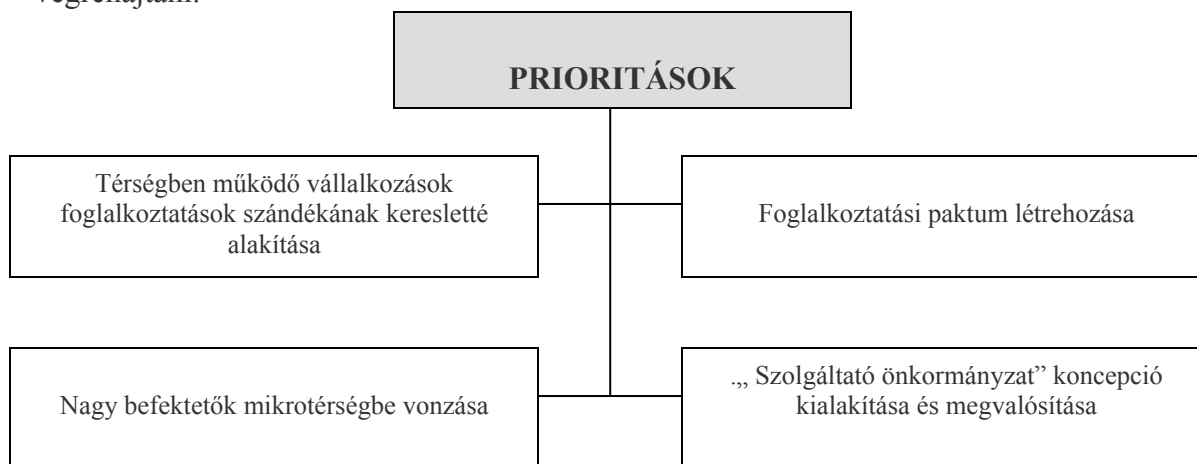 PRIORITÁSOK
Térségben működő vállalkozások
foglalkoztatások szándékának keresletté
alakítása
Foglalkoztatási paktum létrehozása
Nagy befektetők mikrotérségbe vonzása
.„ Szolgáltató önkormányzat” koncepció
kialakítása és megvalósítása